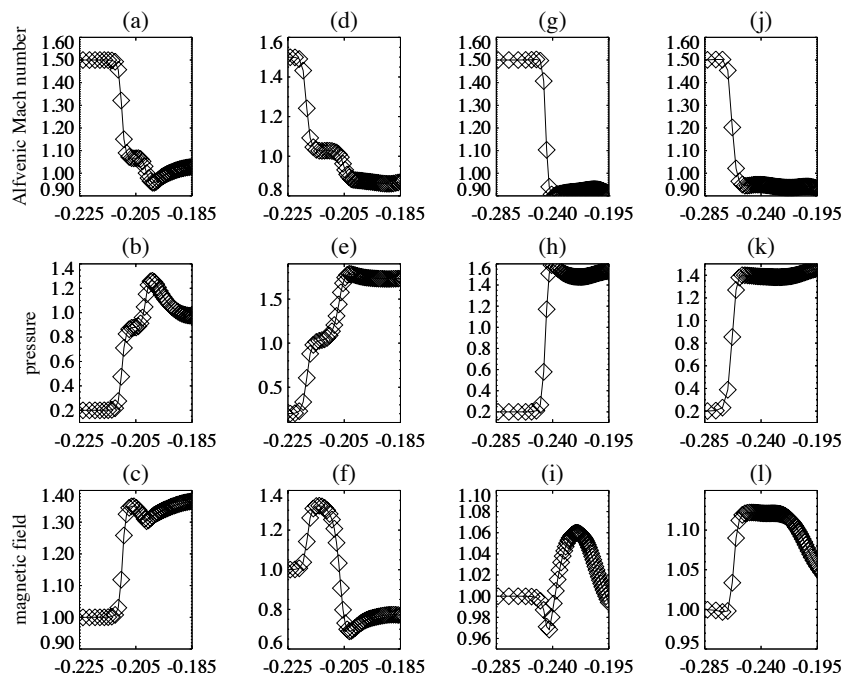 (a) (d) (g) (j)
Alfvenic Mach number
1.60 1.50 1.40 1.30 1.20 1.10 1.00 0.90
-0.225 -0.205 -0.185
1.6 1.4 1.2 1.0 0.8
-0.225 -0.205 -0.185
1.60 1.50 1.40 1.30 1.20 1.10 1.00 0.90
-0.285 -0.240 -0.195
1.60 1.50 1.40 1.30 1.20 1.10 1.00 0.90
-0.285 -0.240 -0.195
(b) (e) (h) (k)
pressure
1.4 1.2 1.0 0.8 0.6 0.4 0.2
-0.225 -0.205 -0.185
1.5 1.0 0.5
-0.225 -0.205 -0.185
1.6 1.4 1.2 1.0 0.8 0.6 0.4 0.2
-0.285 -0.240 -0.195
1.4 1.2 1.0 0.8 0.6 0.4 0.2
-0.285 -0.240 -0.195
(c) (f) (i) (l)
magnetic field
1.40 1.30 1.20 1.10 1.00 0.90
-0.225 -0.205 -0.185
1.4 1.2 1.0 0.8 0.6
-0.225 -0.205 -0.185
1.10 1.08 1.06 1.04 1.02 1.00 0.98 0.96
-0.285 -0.240 -0.195
1.10 1.05 1.00 0.95
-0.285 -0.240 -0.195